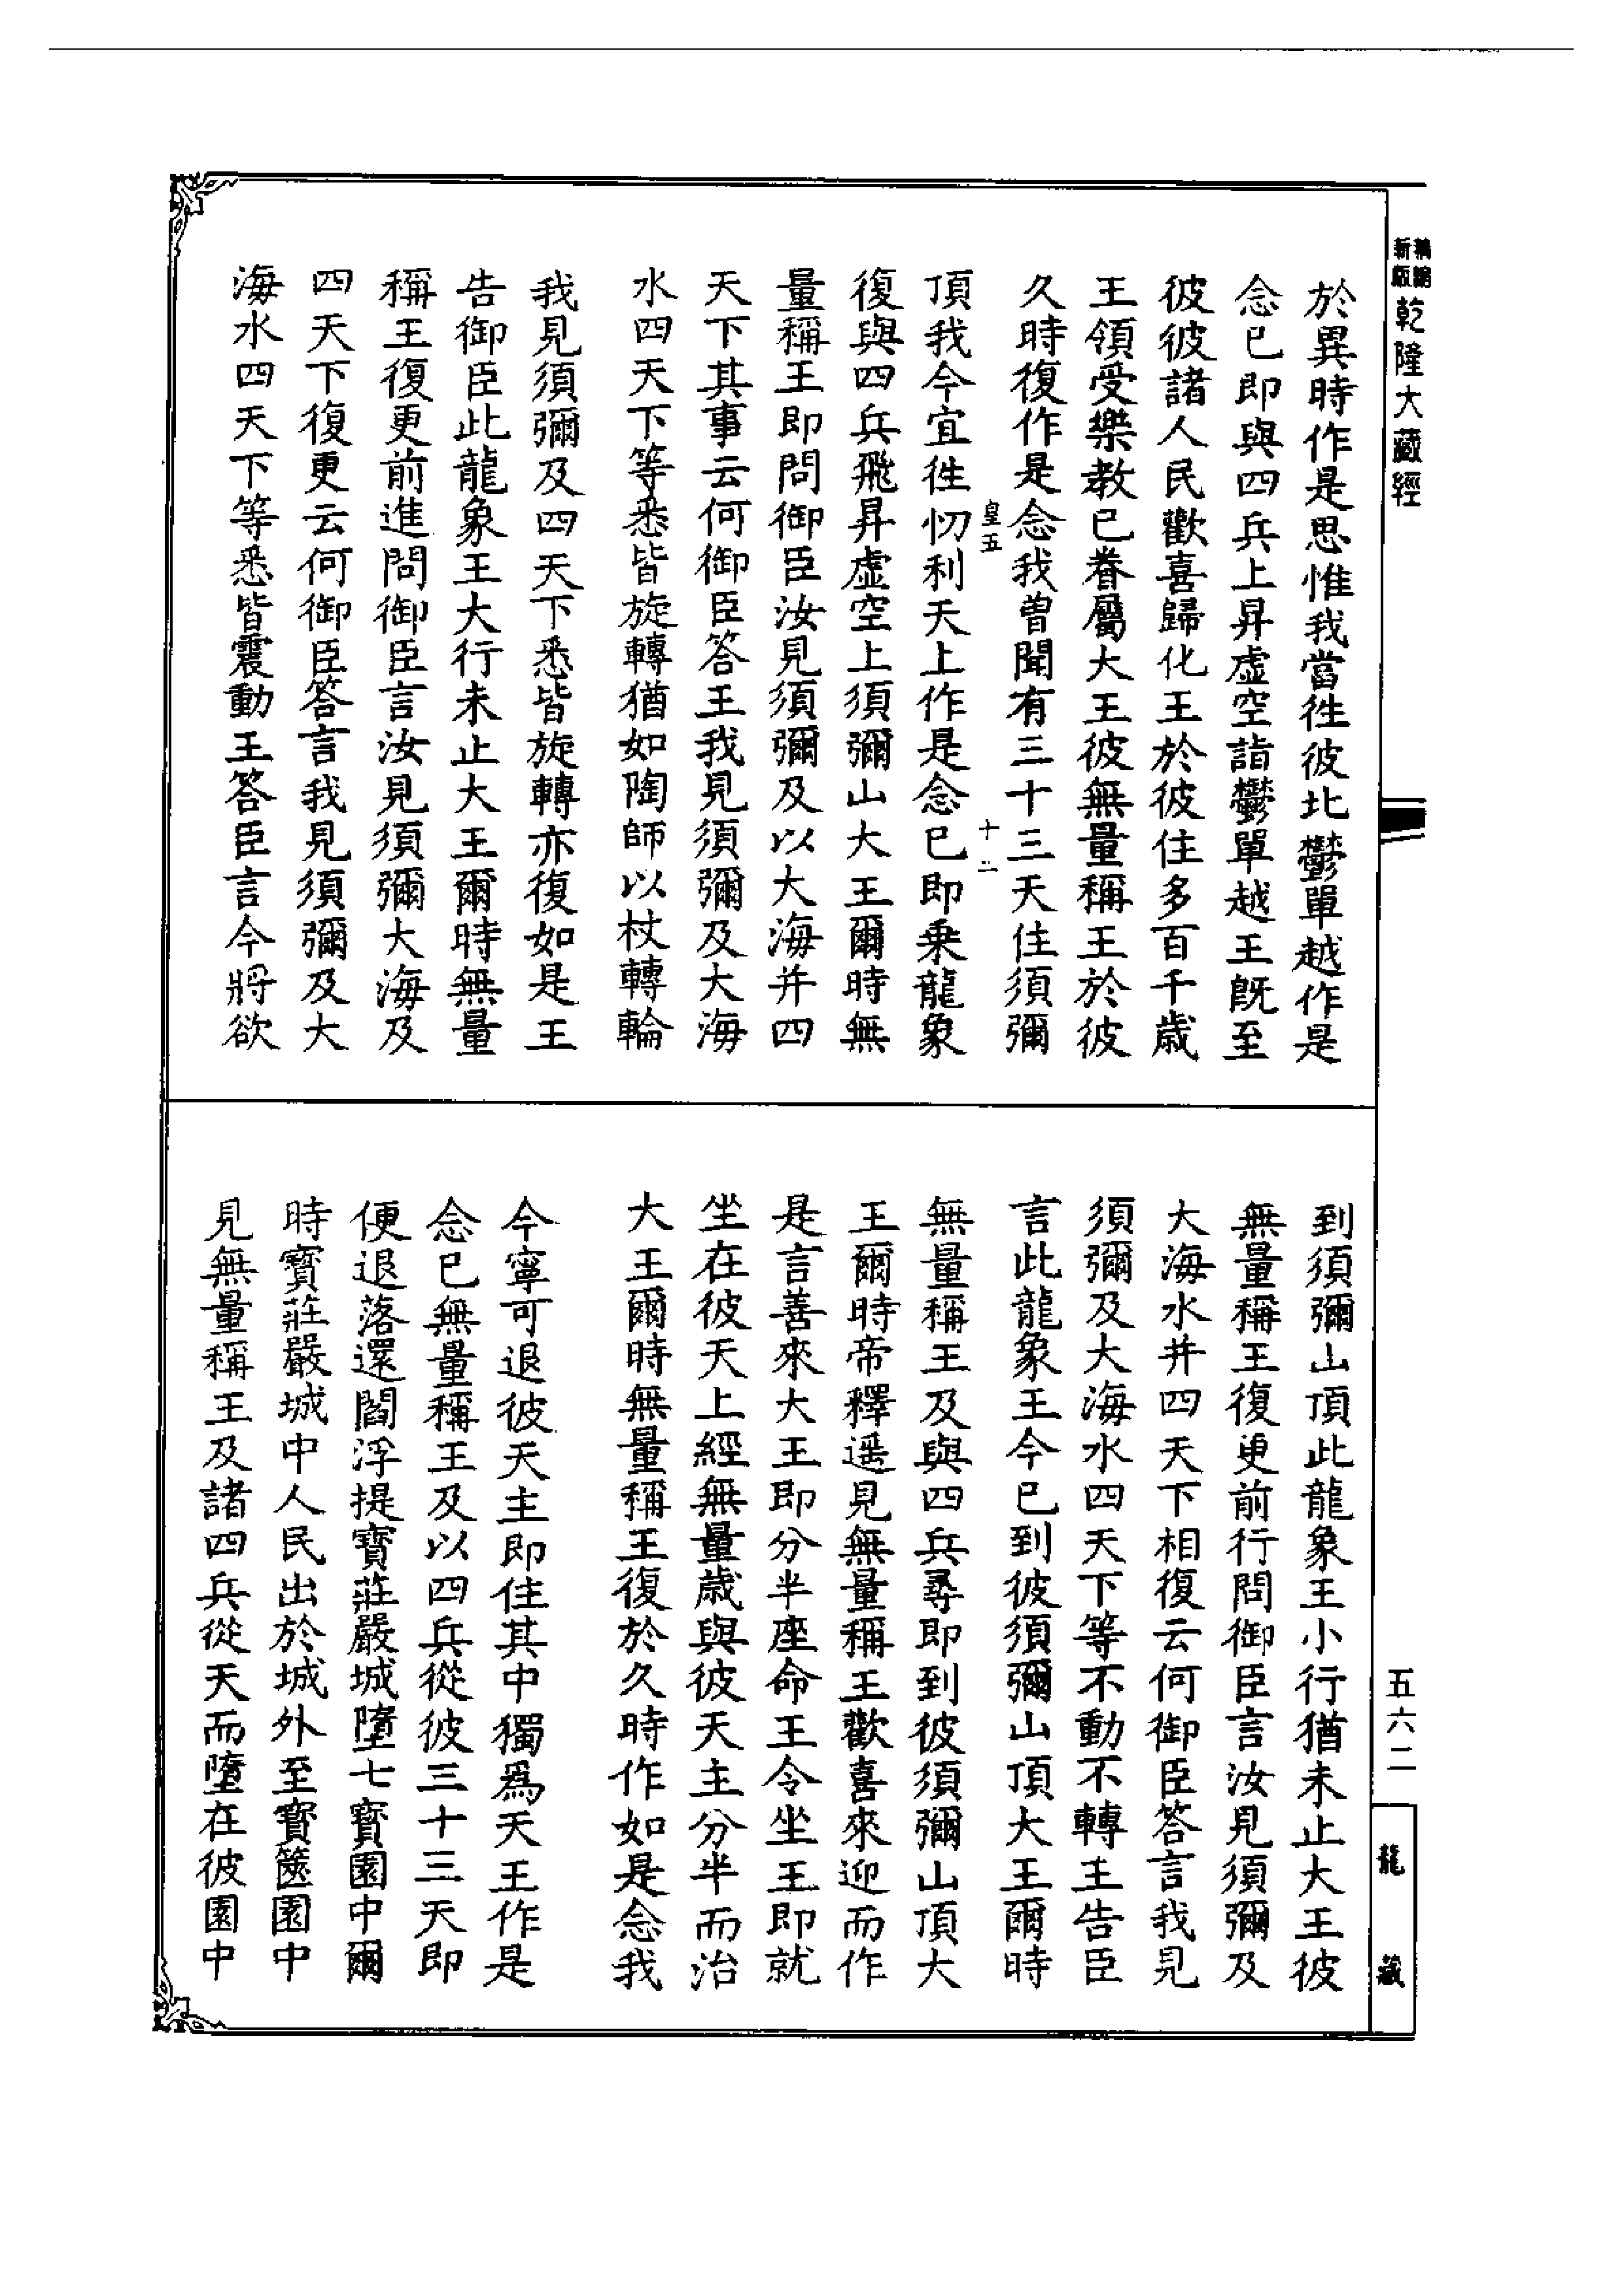 新編
縮版
乾隆大藏經
於異時作是思惟我當徃彼北鬱單越作是
念已即與四兵上昇虛空詣鬱單越王既至
彼彼諸人民歡喜歸化王於彼住多百千歲
王領受樂教已眷屬大王彼無量稱王於彼
久時復作是念我曾聞有三十三天住須彌
皇五
十二
頂我今宜徃忉利天上作是念已即乗龍象
復與四兵飛昇虛空上須彌山大王爾時無
量稱王即問御臣汝見須彌及以大海并四
天下其事云何御臣答王我見須彌及大海
水四天下等悉皆旋轉猶如陶師以杖轉輪
我見須彌及四天下悉皆旋轉亦復如是王
告御臣此龍象王大行未止大王爾時無量
稱王復更前進問御臣言汝見須彌大海及
四天下復更云何御臣答言我見須彌及大
海水四天下等悉皆震動王答臣言今將欲
到須彌山頂此龍象王小行猶未止大王彼
無量稱王復更前行問御臣言汝見須彌及
大海水并四天下相復云何御臣答言我見
須彌及大海水四天下等不動不轉王告臣
言此龍象王今已到彼須彌山頂大王爾時
無量稱王及與四兵尋即到彼須彌山頂大
王爾時帝釋遥見無量稱王歡喜來迎而作
是言善來大王即分半座命王令坐王即就
坐在彼天上經無量歲與彼天主分半而治
大王爾時無量稱王復於久時作如是念我
今寧可退彼天主即住其中獨爲天王作是
念已無量稱王及以四兵從彼三十三天即
便退落還閻浮提寶莊嚴城墮七寶園中爾
時寶莊嚴城中人民出於城外至寶篋園中
見無量稱王及諸四兵從天而墮在彼園中
五六二
龍藏